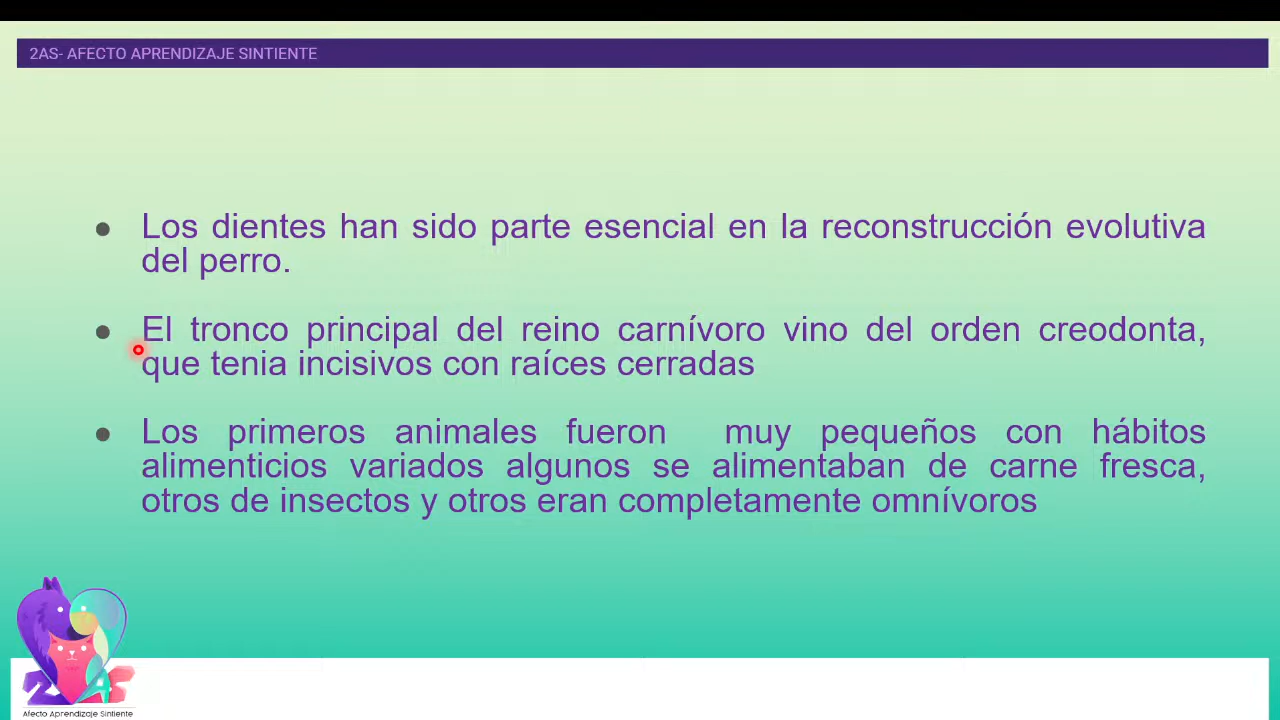 2AS- AFECTO APRENDIZAJE SINTIENTE
● Los dientes han sido parte esencial en la reconstrucción evolutiva
del perro.
● El tronco principal del reino carnívoro vino del orden creodonta,
que tenia incisivos con raíces cerradas
● Los primeros animales fueron muy pequeños con hábitos
alimenticios variados algunos se alimentaban de carne fresca,
otros de insectos y otros eran completamente omnívoros
2AS
Afecto Aprendizaje Sintiente